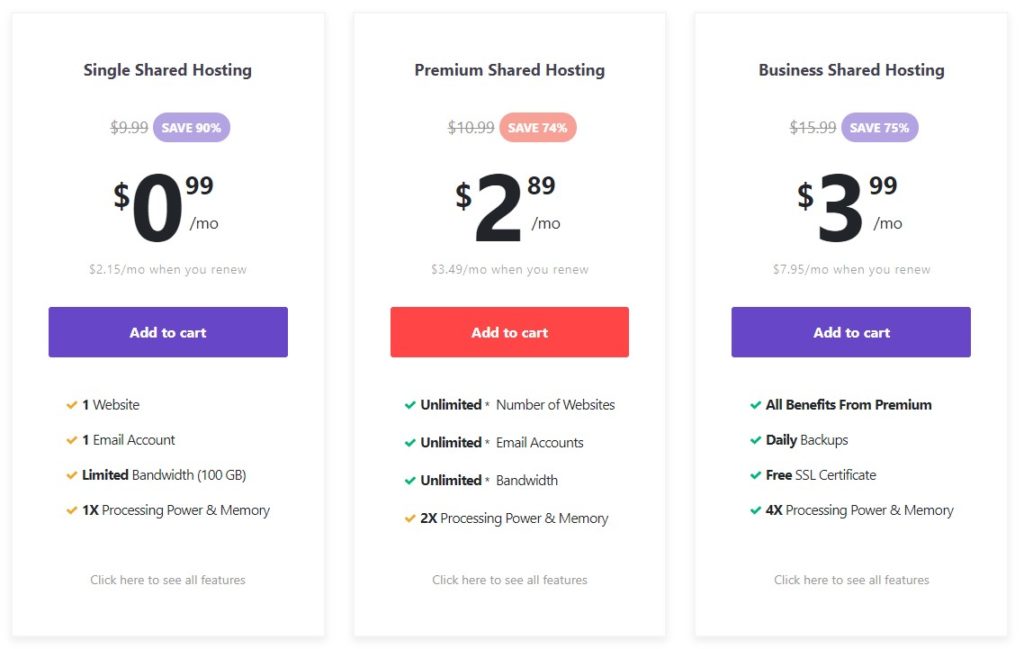 Single Shared Hosting
$9.99 SAVE 90%
$0.99/mo
$2.15/mo when you renew
Add to cart
1 Website
1 Email Account
Limited Bandwidth (100 GB)
1X Processing Power & Memory
Click here to see all features
Premium Shared Hosting
$10.99 SAVE 74%
$2.89/mo
$3.49/mo when you renew
Add to cart
Unlimited * Number of Websites
Unlimited * Email Accounts
Unlimited * Bandwidth
2X Processing Power & Memory
Click here to see all features
Business Shared Hosting
$15.99 SAVE 75%
$3.99/mo
$7.95/mo when you renew
Add to cart
All Benefits From Premium
Daily Backups
Free SSL Certificate
4X Processing Power & Memory
Click here to see all features